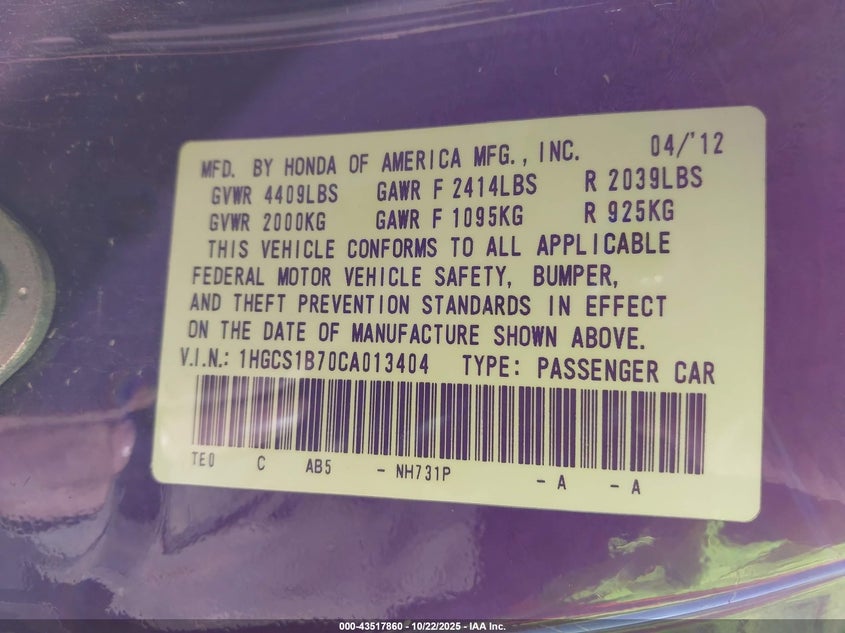 MFD. BY HONDA OF AMERICA MFG., INC. 04/'12
GVWR 4409LBS GAWR F 2414LBS R 2039LBS
GVWR 2000KG GAWR F 1095KG R 925KG
THIS VEHICLE CONFORMS TO ALL APPLICABLE
FEDERAL MOTOR VEHICLE SAFETY, BUMPER,
AND THEFT PREVENTION STANDARDS IN EFFECT
ON THE DATE OF MANUFACTURE SHOWN ABOVE.
V.I.N.: 1HGCS1B70CA013404 TYPE: PASSENGER CAR
TE0 C AB5 - NH731P - A - A
000-43517860 - 10/22/2025 - IAA Inc.